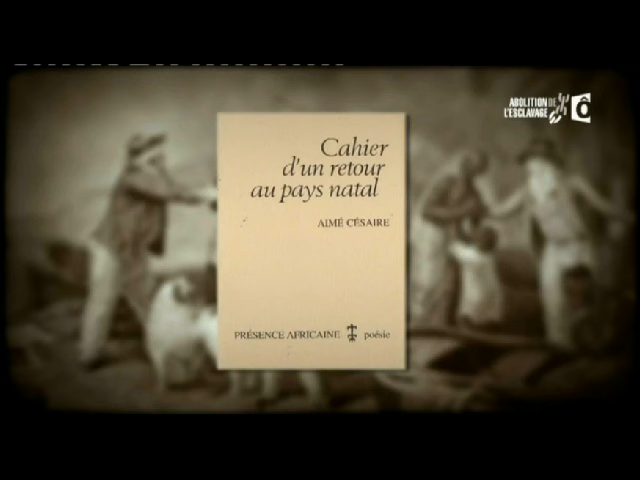 ABOLITION DE
L'ESCLAVAGE
Ô
Cahier
d'un retour
au pays natal
AIMÉ CÉSAIRE
PRÉSENCE AFRICAINE
poésie